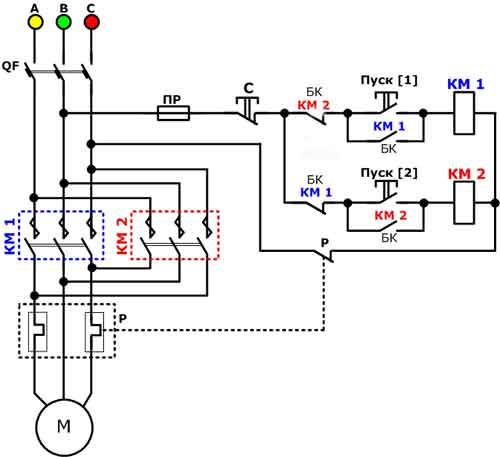 A B C
QF
ПР
С
БК
КМ 2
Пуск [1]
КМ 1
КМ 1
БК
БК
КМ 1
Пуск [2]
КМ 2
КМ 2
БК
КМ 1
КМ 2
Р
Р
М